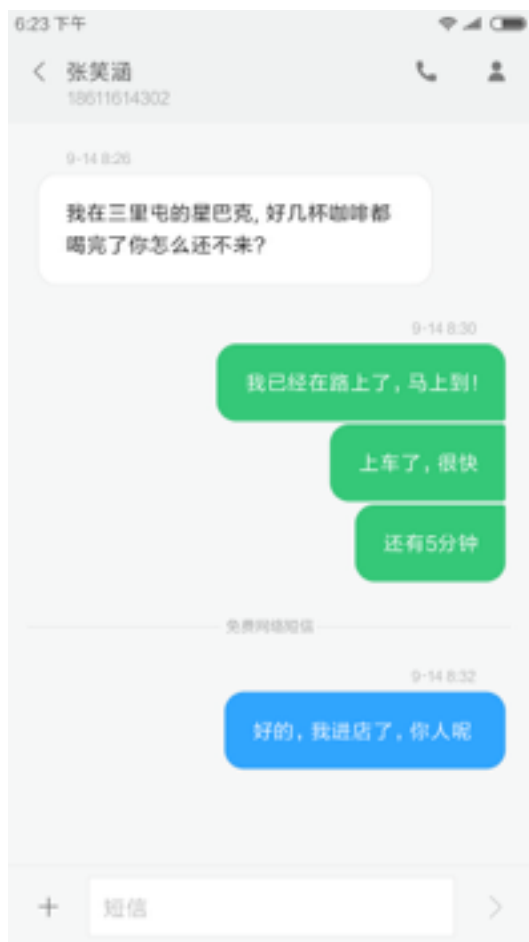 6:23 下午
张笑涵
18611614302
9-14 8:26
我在三里屯的星巴克, 好几杯咖啡都
喝完了你怎么还不来?
9-14 8:30
我已经在路上了, 马上到!
上车了, 很快
还有5分钟
免费网络短信
9-14 8:32
好的, 我进店了, 你人呢
短信